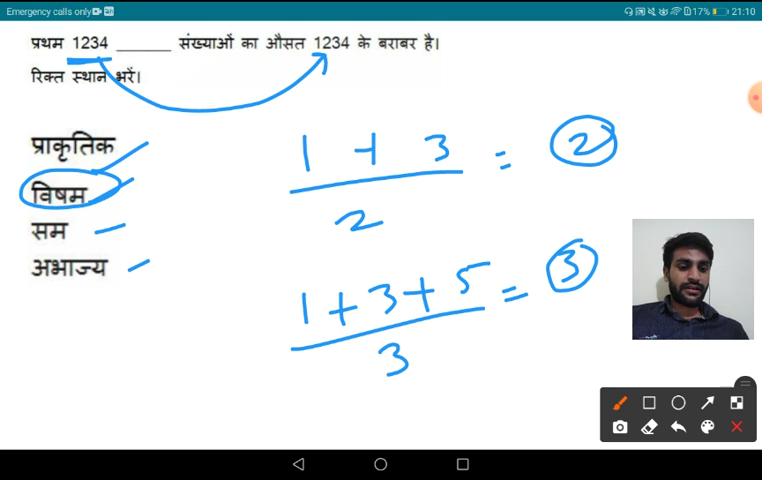 Emergency calls only 17% 21:10
प्रथम 1234 ______ संख्याओं का औसत 1234 के बराबर है।
रिक्त स्थान भरें।
प्राकृतिक
विषम
सम
अभाज्य
1 + 3 = 2
2
1 + 3 + 5 = 3
3